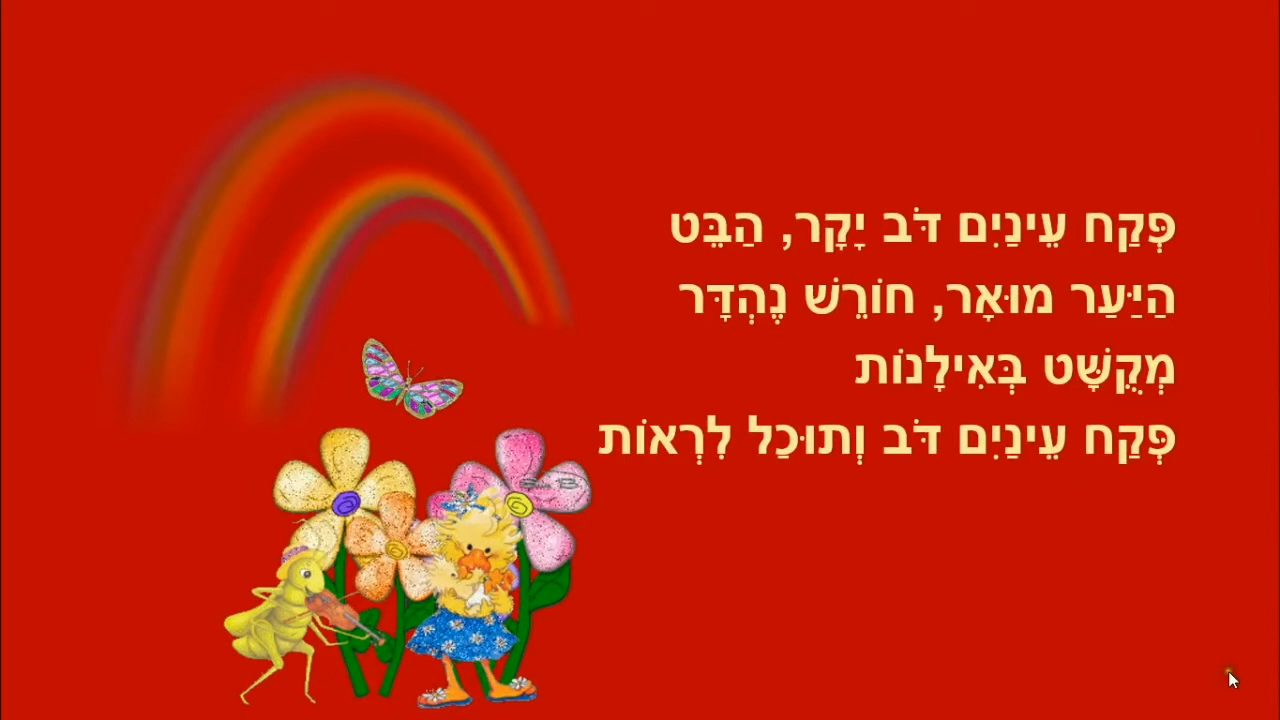 פְּקַח עֵינַיִם דֹּב יָקָר, הַבֵּט
הַיַּעַר מוּאָר, חוֹרֵשׁ נֶהְדָּר
מְקֻשָּׁט בְּאִילָנוֹת
פְּקַח עֵינַיִם דֹּב וְתוּכַל לִרְאוֹת